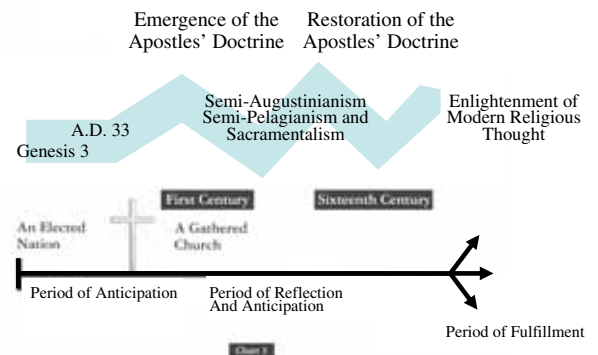 Emergence of the
Apostles' Doctrine
Restoration of the
Apostles' Doctrine
Semi-Augustinianism
Semi-Pelagianism and
Sacramentalism
Enlightenment of
Modern Religious
Thought
A.D. 33
Genesis 3
First Century
Sixteenth Century
An Elected
Nation
A Gathered
Church
Period of Anticipation
Period of Reflection
And Anticipation
Period of Fulfillment